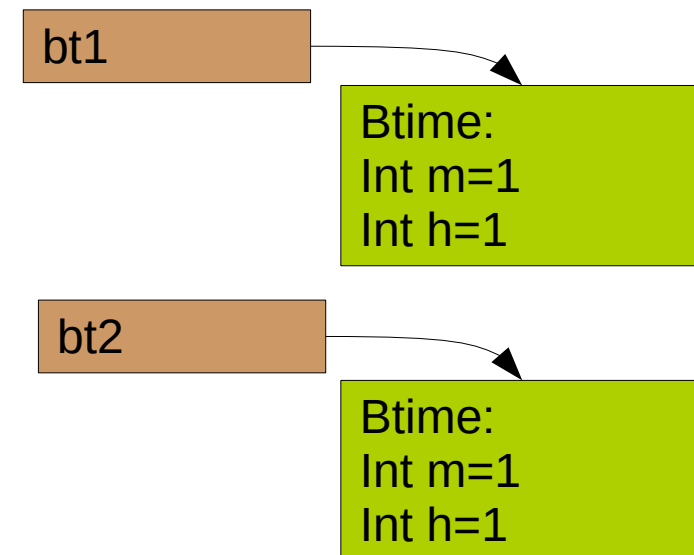 bt1
Btime:
Int m=1
Int h=1
bt2
Btime:
Int m=1
Int h=1